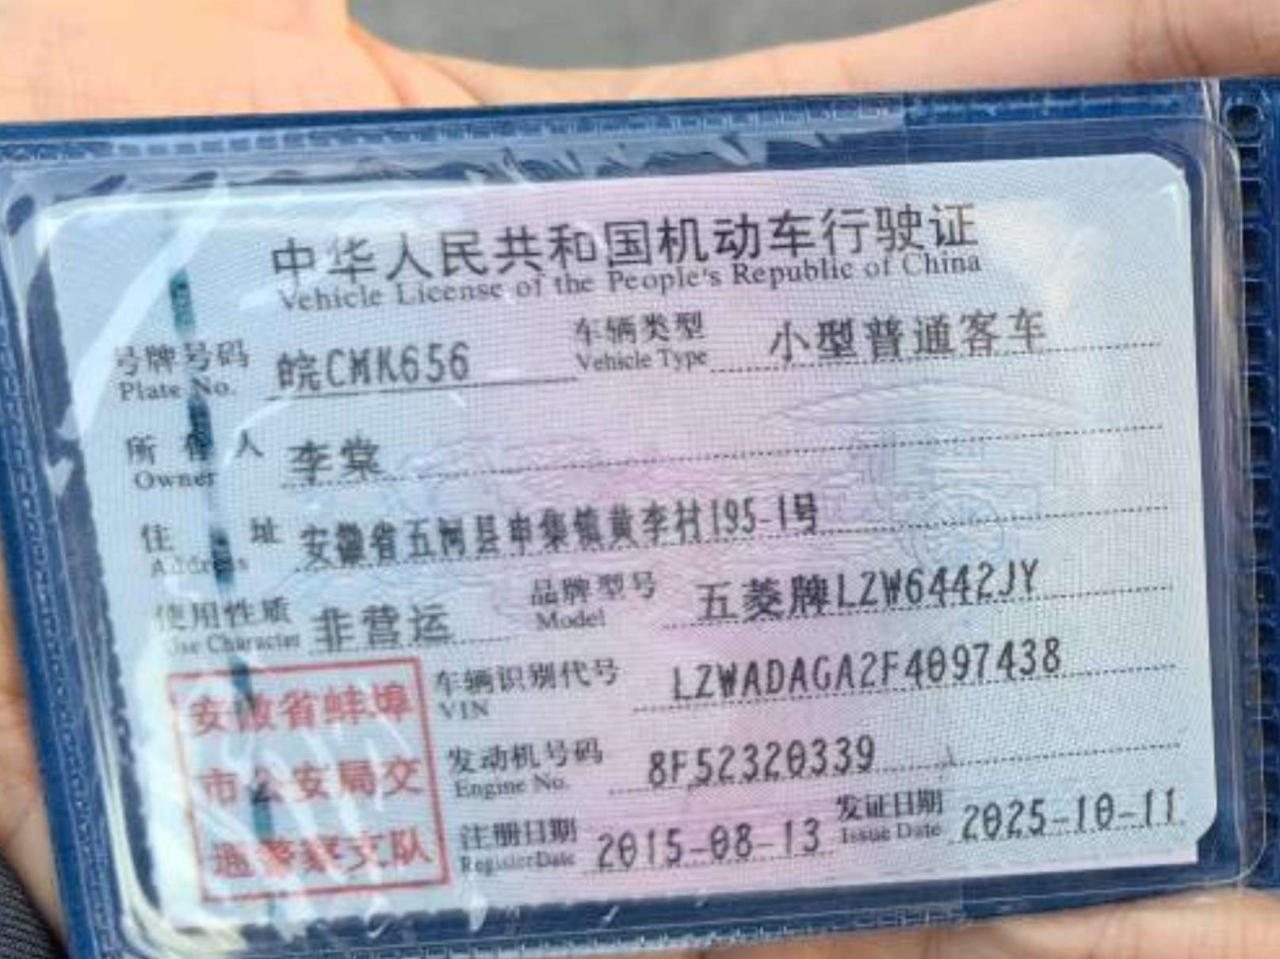 中华人民共和国机动车行驶证
Vehicle License of the People's Republic of China
号牌号码 皖CMK656 车辆类型 小型普通客车
Plate No. Vehicle Type
所有人 李棠
Owner
住址 安徽省五河县申集镇黄李村195-1号
Address
使用性质 非营运 品牌型号 五菱牌LZW6442JY
Use Character Model
车辆识别代号 LZWADAGA2F4097438
VIN
发动机号码 8F52320339
Engine No.
注册日期 2015-08-13 发证日期 2025-10-11
Register Date Issue Date
安徽省蚌埠
市公安局交
通警察支队